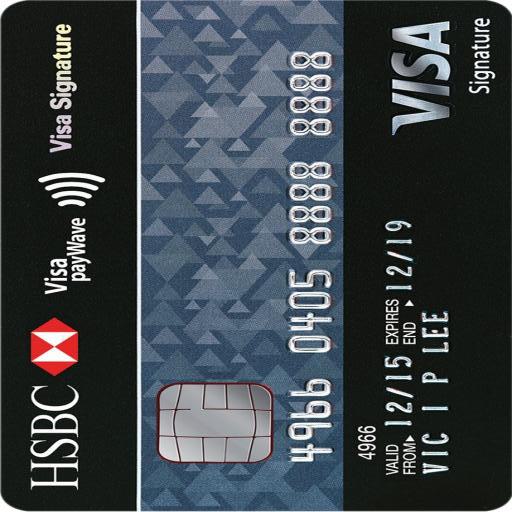 HSBC
Visa payWave
Visa Signature
4966 0405 8888 8888
4966
VALID FROM 12/15 EXPIRES END 12/19
VIC I P LEE
VISA
Signature